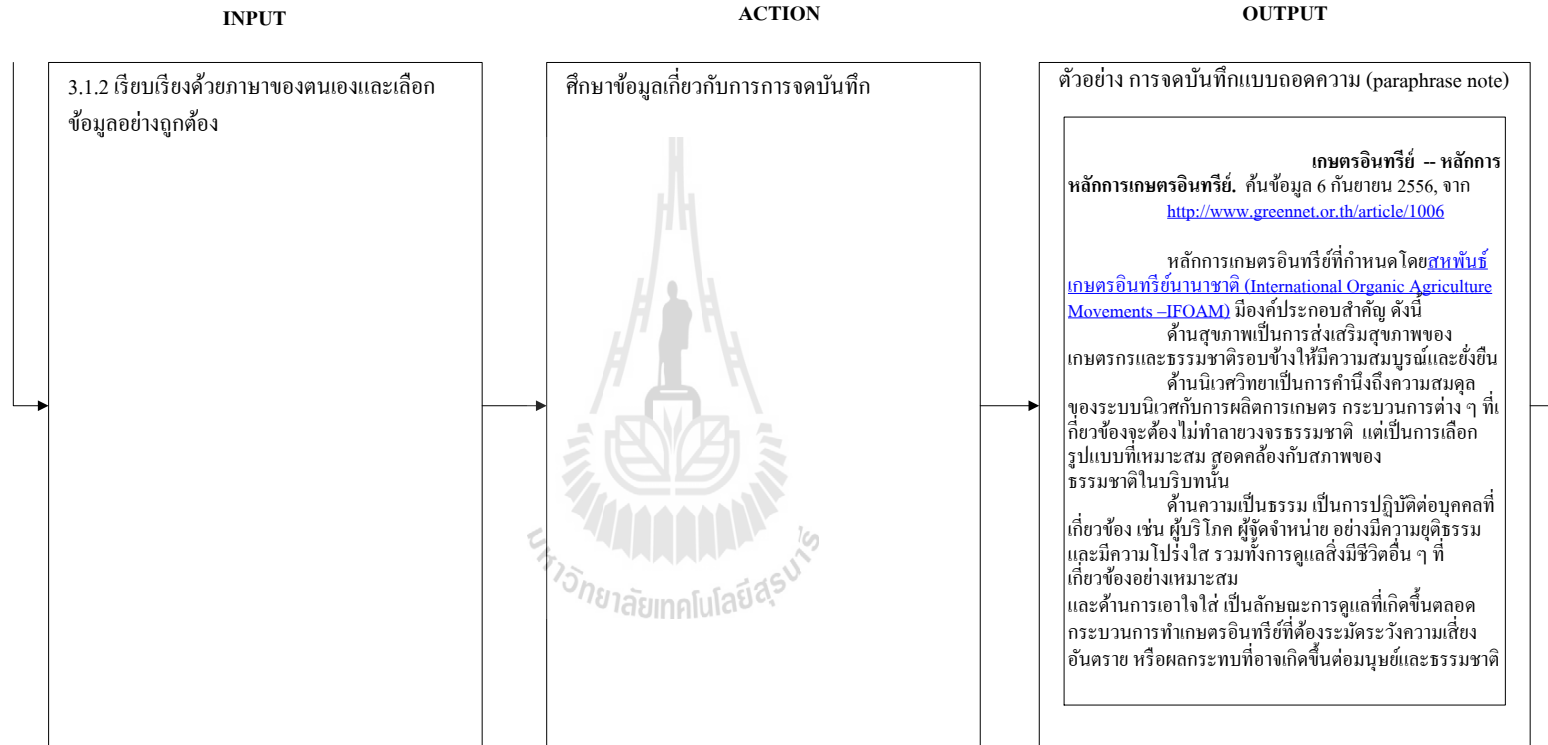 INPUT
ACTION
OUTPUT
3.1.2 เรียบเรียงด้วยภาษาของตนเองและเลือก
ข้อมูลอย่างถูกต้อง
ศึกษาข้อมูลเกี่ยวกับการการจดบันทึก
ตัวอย่าง การจดบันทึกแบบถอดความ (paraphrase note)
เกษตรอินทรีย์ -- หลักการ
หลักการเกษตรอินทรีย์. ค้นข้อมูล 6 กันยายน 2556, จาก
http://www.greennet.or.th/article/1006
หลักการเกษตรอินทรีย์ที่กำหนดโดยสหพันธ์
เกษตรอินทรีย์นานาชาติ (International Organic Agriculture
Movements –IFOAM) มีองค์ประกอบสำคัญ ดังนี้
ด้านสุขภาพเป็นการส่งเสริมสุขภาพของ
เกษตรกรและธรรมชาติรอบข้างให้มีความสมบูรณ์และยั่งยืน
ด้านนิเวศวิทยาเป็นการคำนึงถึงความสมดุล
ของระบบนิเวศกับการผลิตการเกษตร กระบวนการต่าง ๆ ที่เ
กี่ยวข้องจะต้องไม่ทำลายวงจรธรรมชาติ แต่เป็นการเลือก
รูปแบบที่เหมาะสม สอดคล้องกับสภาพของ
ธรรมชาติในบริบทนั้น
ด้านความเป็นธรรม เป็นการปฏิบัติต่อบุคคลที่
เกี่ยวข้อง เช่น ผู้บริโภค ผู้จัดจำหน่าย อย่างมีความยุติธรรม
และมีความโปร่งใส รวมทั้งการดูแลสิ่งมีชีวิตอื่น ๆ ที่
เกี่ยวข้องอย่างเหมาะสม
และด้านการเอาใจใส่ เป็นลักษณะการดูแลที่เกิดขึ้นตลอด
กระบวนการทำเกษตรอินทรีย์ที่ต้องระมัดระวังความเสี่ยง
อันตราย หรือผลกระทบที่อาจเกิดขึ้นต่อมนุษย์และธรรมชาติ
มหาวิทยาลัยเทคโนโลยีสุรนารี